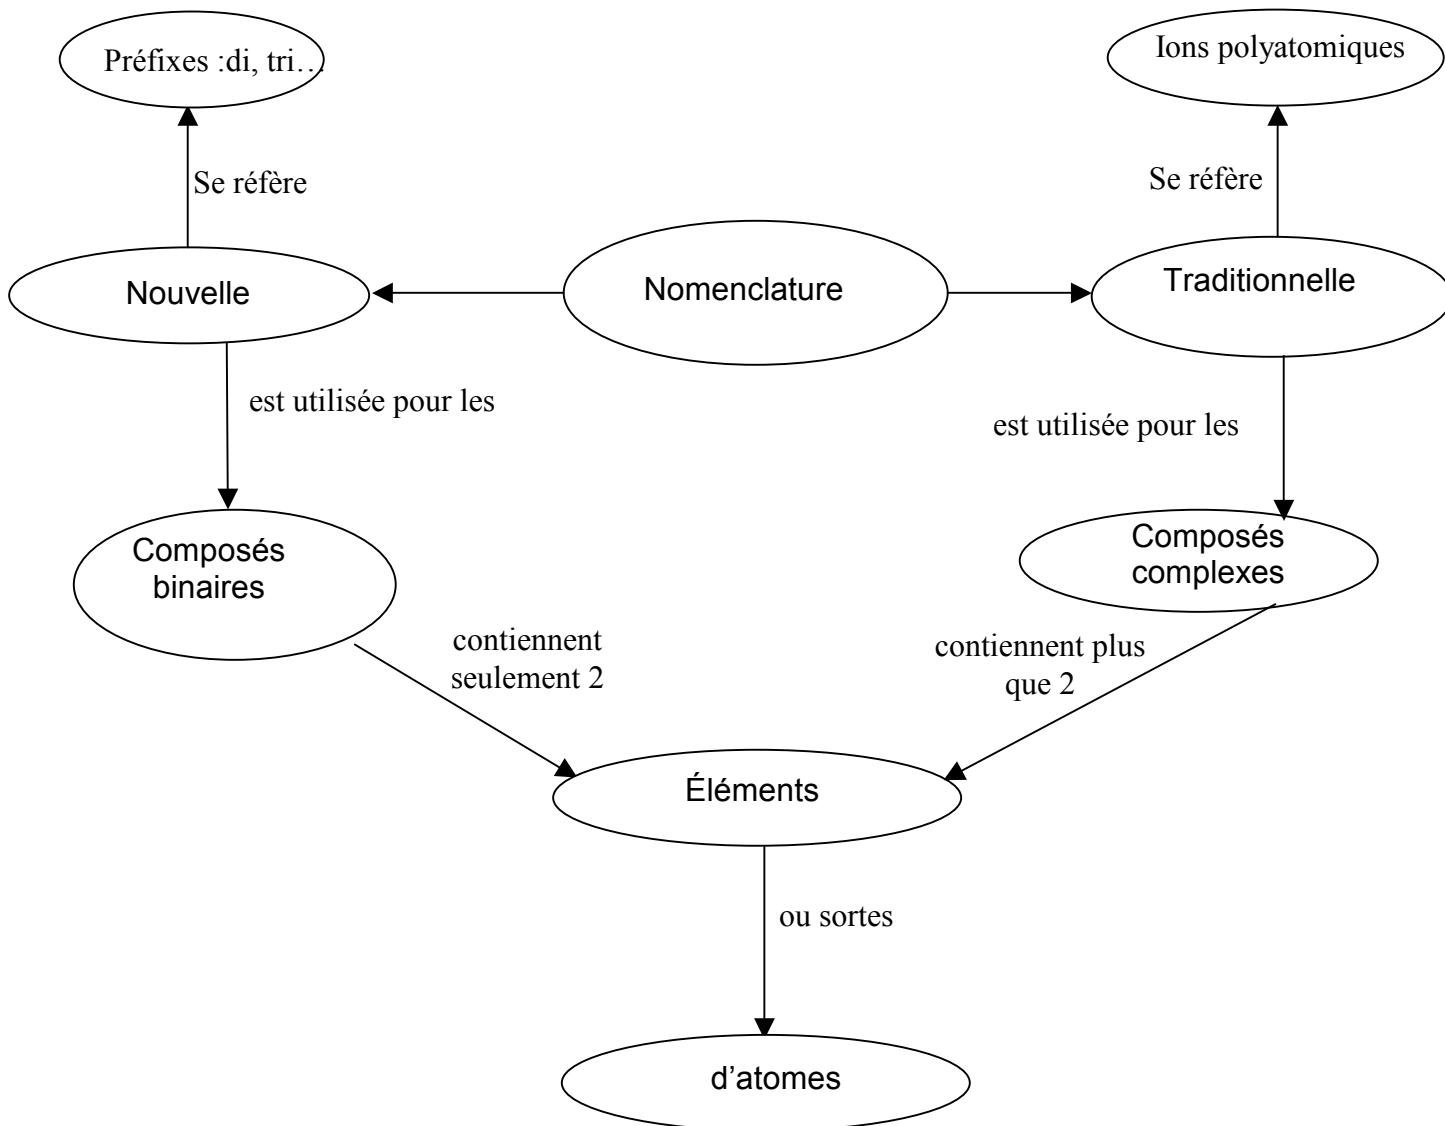 Préfixes :di, tri…
Ions polyatomiques
Se réfère
Se réfère
Nouvelle
Nomenclature
Traditionnelle
est utilisée pour les
est utilisée pour les
Composés
binaires
Composés
complexes
contiennent
seulement 2
contiennent plus
que 2
Éléments
ou sortes
d’atomes